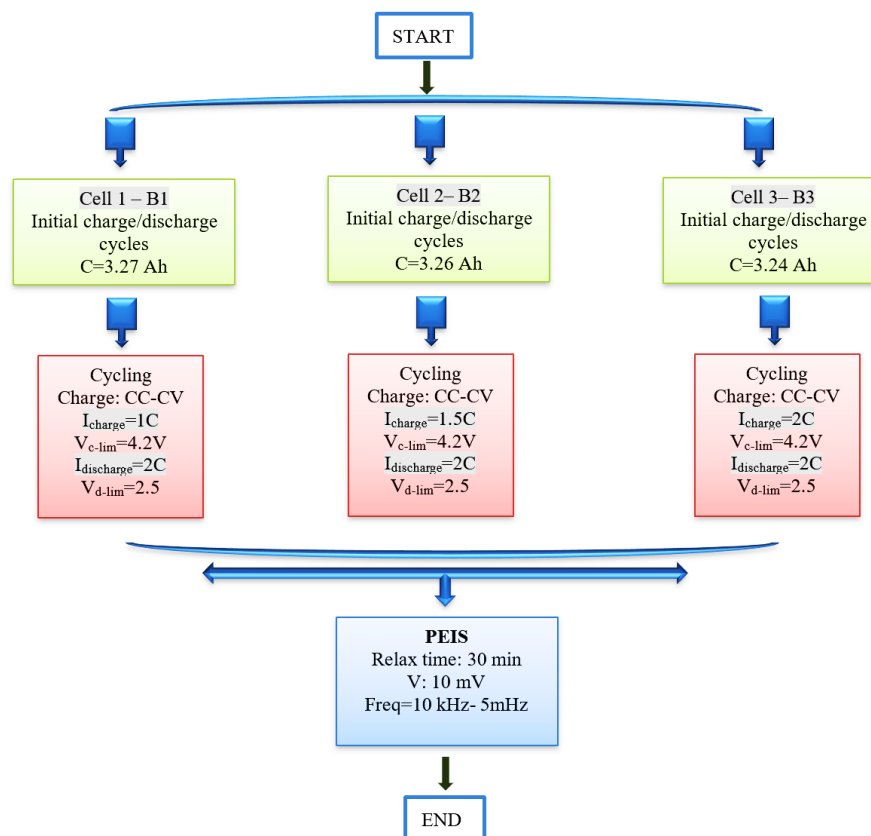 START
Cell 1 – B1
Initial charge/discharge
cycles
C=3.27 Ah
Cell 2– B2
Initial charge/discharge
cycles
C=3.26 Ah
Cell 3– B3
Initial charge/discharge
cycles
C=3.24 Ah
Cycling
Charge: CC-CV
Icharge=1C
Vc-lim=4.2V
Idischarge=2C
Vd-lim=2.5
Cycling
Charge: CC-CV
Icharge=1.5C
Vc-lim=4.2V
Idischarge=2C
Vd-lim=2.5
Cycling
Charge: CC-CV
Icharge=2C
Vc-lim=4.2V
Idischarge=2C
Vd-lim=2.5
PEIS
Relax time: 30 min
V: 10 mV
Freq=10 kHz- 5mHz
END